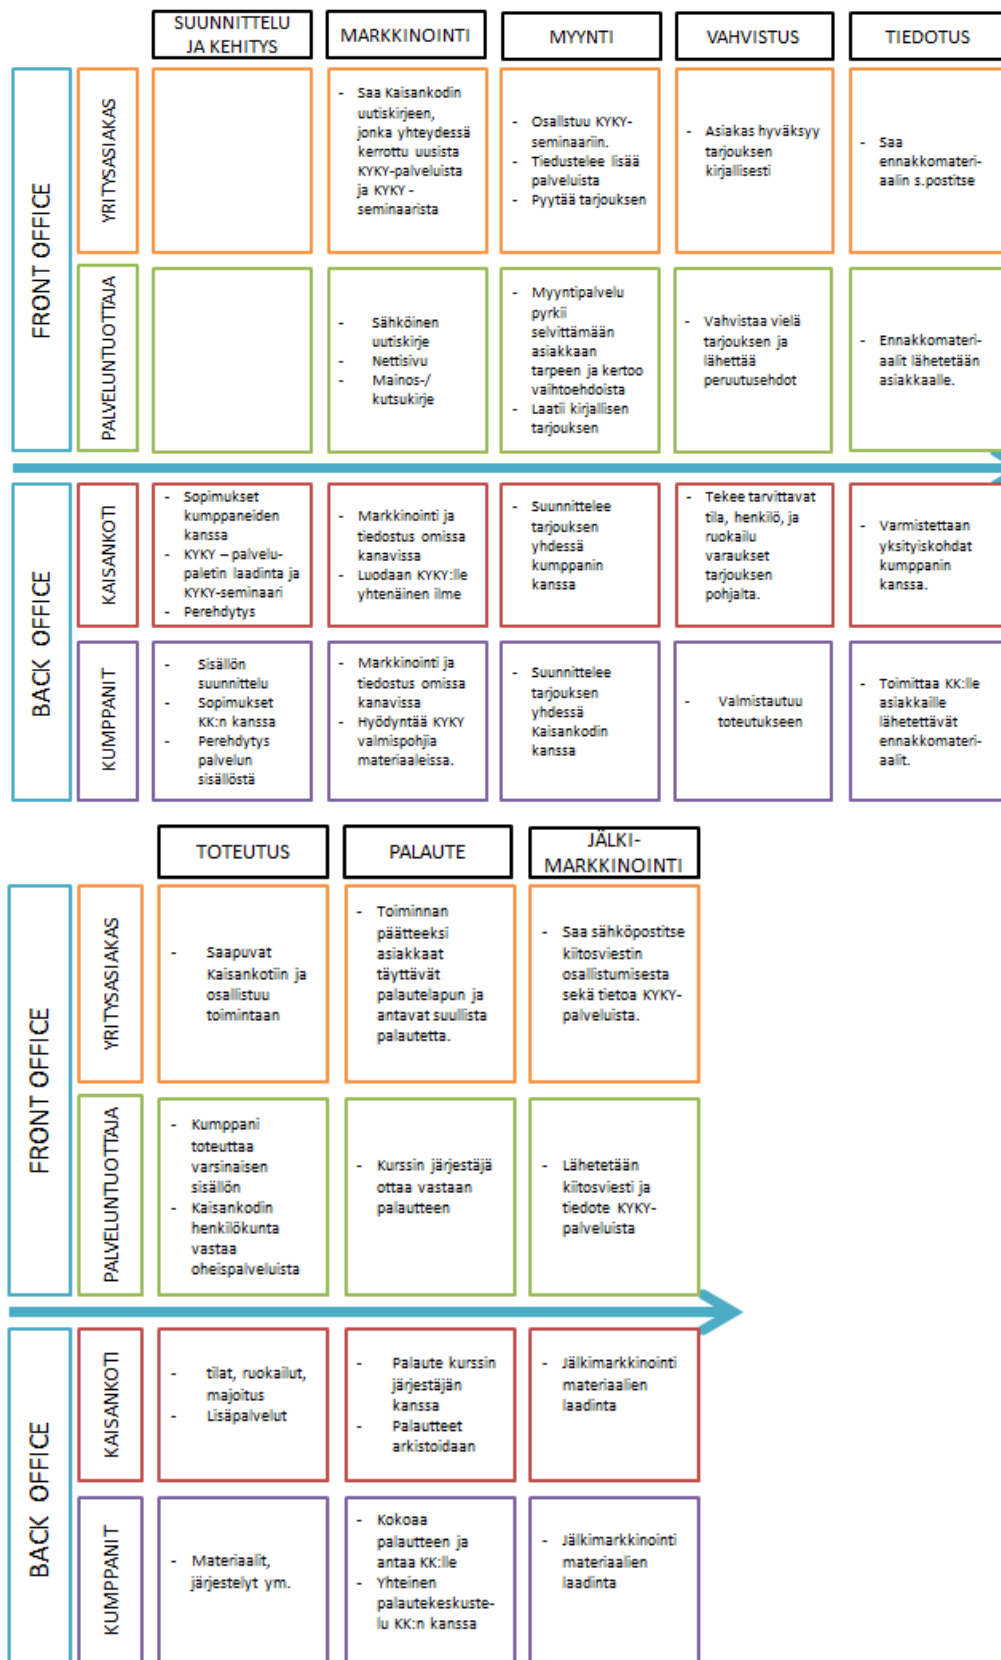 SUUNNITTELU
JA KEHITYS
MARKKINOINTI
MYYNTI
VAHVISTUS
TIEDOTUS
FRONT OFFICE
YRITYSASIAKAS
- Saa Kaisankodin
uutiskirjeen,
jonka yhteydessä
kerrottu uusista
KYKY-palveluista
ja KYKY -
seminaarista
- Osallstuu KYKY-
seminaariin.
- Tiedustelee lisää
palveluista
- Pyytää tarjouksen
- Asiakas hyväksyy
tarjouksen
kirjallisesti
- Saa
ennakkomateri-
aalin s.postitse
PALVELUNTUOTTAJA
- Sähköinen
uutiskirje
- Nettisivu
- Mainos-/
kutsukirje
- Myyntipalvelu
pyrkii
selvittämään
asiakkaan
tarpeen ja kertoo
vaihtoehdoista
- Laatii kirjallisen
tarjouksen
- Vahvistaa vielä
tarjouksen ja
lähettää
peruutusehdot
- Ennakkomateri-
aalit lähetetään
asiakkaalle.
BACK OFFICE
KAISANKOTI
- Sopimukset
kumppaneiden
kanssa
- KYKY – palvelu-
paletin laadinta ja
KYKY-seminaari
- Perehdytys
- Markkinointi ja
tiedostus omissa
kanavissa
- Luodaan KYKY:lle
yhtenäinen ilme
- Suunnittelee
tarjouksen
yhdessä
kumppanin
kanssa
- Tekee tarvittavat
tila, henkilö, ja
ruokailu
varaukset
tarjouksen
pohjalta.
- Varmistettaan
yksityiskohdat
kumppanin
kanssa.
KUMPPANIT
- Sisällön
suunnittelu
- Sopimukset
KK:n kanssa
- Perehdytys
palvelun
sisällöstä
- Markkinointi ja
tiedostus omissa
kanavissa
- Hyödyntää KYKY
valmispohjia
materiaaleissa.
- Suunnittelee
tarjouksen
yhdessä
Kaisankodin
kanssa
- Valmistautuu
toteutukseen
- Toimittaa KK:lle
asiakkaille
lähetettävät
ennakkomateri-
aalit.
TOTEUTUS
PALAUTE
JÄLKI-
MARKKINOINTI
FRONT OFFICE
YRITYSASIAKAS
- Saapuvat
Kaisankotiin ja
osallistuu
toimintaan
- Toiminnan
päätteeksi
asiakkaat
täyttävät
palautelapun ja
antavat suullista
palautetta.
- Saa sähköpostitse
kiitosviestin
osallistumisesta
sekä tietoa KYKY-
palveluista.
PALVELUNTUOTTAJA
- Kumppani
toteuttaa
varsinaisen
sisällön
- Kaisankodin
henkilökunta
vastaa
oheispalveluista
- Kurssin järjestäjä
ottaa vastaan
palautteen
- Lähetetään
kiitosviesti ja
tiedote KYKY-
palveluista
BACK OFFICE
KAISANKOTI
- tilat, ruokailut,
majoitus
- Lisäpalvelut
- Palaute kurssin
järjestäjän
kanssa
- Palautteet
arkistoidaan
- Jälkimarkkinointi
materiaalien
laadinta
KUMPPANIT
- Materiaalit,
järjestelyt ym.
- Kokoaa
palautteen ja
antaa KK:lle
- Yhteinen
palautekeskuste-
lu KK:n kanssa
- Jälkimarkkinointi
materiaalien
laadinta